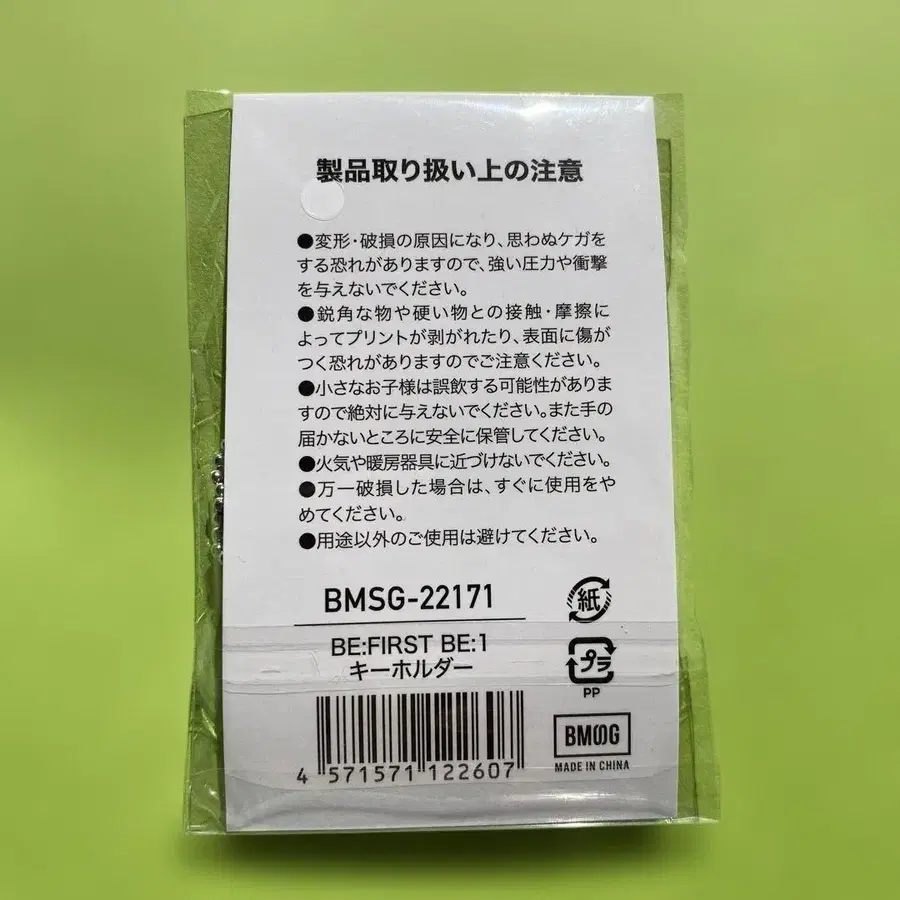 製品取り扱い上の注意
●変形・破損の原因になり、思わぬケガを
する恐れがありますので、強い圧力や衝撃
を与えないでください。
●鋭角な物や硬い物との接触・摩擦に
よってプリントが剥がれたり、表面に傷が
つく恐れがありますのでご注意ください。
●小さなお子様は誤飲する可能性がありま
すので絶対に与えないでください。また手の
届かないところに安全に保管してください。
●火気や暖房器具に近づけないでください。
●万一破損した場合は、すぐに使用をや
めてください。
●用途以外のご使用は避けてください。
BMSG-22171
BE:FIRST BE:1
キーホルダー
4 571571 122607
紙
プラ
PP
BMSG
MADE IN CHINA